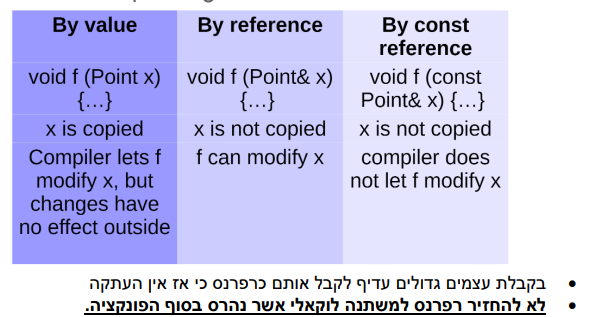 By value
By reference
By const
reference
void f (Point x)
{…}
void f (Point& x)
{…}
void f (const
Point& x) {…}
x is copied
x is not copied
x is not copied
Compiler lets f
modify x, but
changes have
no effect outside
f can modify x
compiler does
not let f modify x
• בקבלת עצמים גדולים עדיף לקבל אותם כרפרנס כי אז אין העתקה
• לא להחזיר רפרנס למשתנה לוקאלי אשר נהרס בסוף הפונקציה.